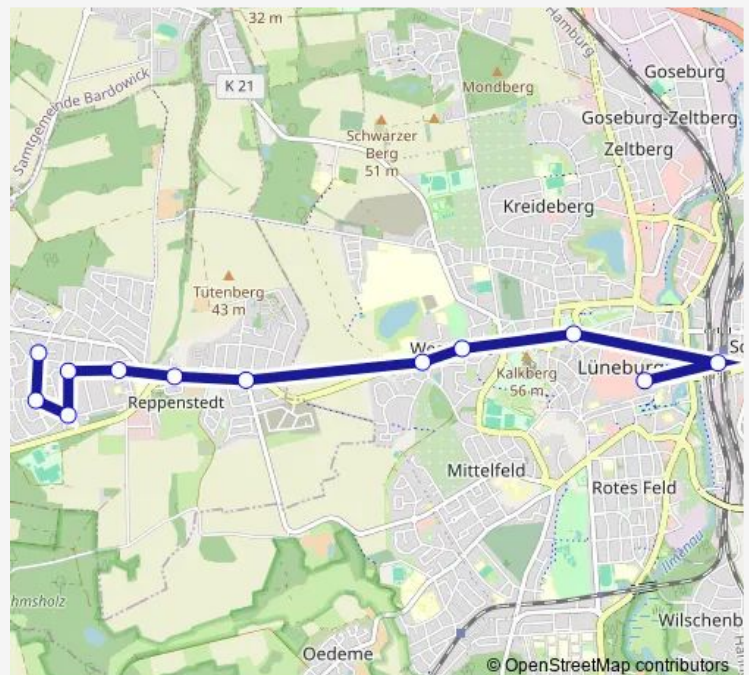 32 m
K 21
Samtgemeinde Bardowick
Hamburg
Goseburg
Mondberg
Goseburg-Zeltberg
Zeltberg
Schwarzer
Berg
51 m
Kreideberg
Tütenberg
43 m
Lüneburg
Kalkberg
56 m
Reppenstedt
Mittelfeld
Rotes Feld
Ilmenau
Wilschenb
Oedeme
© OpenStreetMap contributors